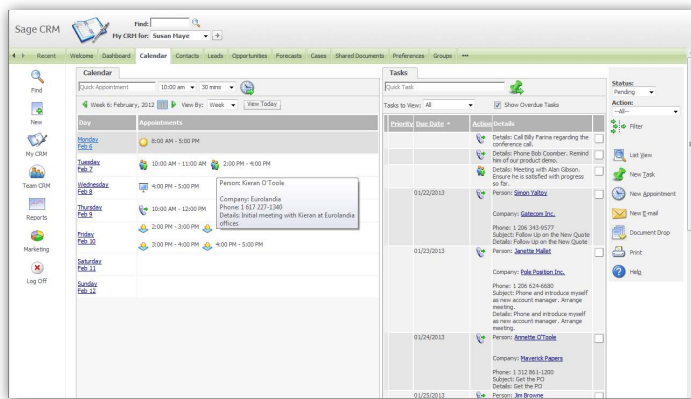 Sage CRM
Find:
My CRM for: Susan Maye
Recent Welcome Dashboard Calendar Contacts Leads Opportunities Forecasts Cases Shared Documents Preferences Groups •••
Find
New
My CRM
Team CRM
Reports
Marketing
Log Off
Calendar
Quick Appointment 10:00 am 30 mins
Week 6: February, 2012 View By: Week View Today
Day Appointments
Monday
Feb 6
8:00 AM - 5:00 PM
Tuesday
Feb 7
10:00 AM - 11:00 AM 2:00 PM - 4:00 PM
Wednesday
Feb 8
4:00 PM - 5:00 PM
Person: Kieran O'Toole
Company: Eurolandia
Phone: 1 617 227-1340
Details: Initial meeting with Kieran at Eurolandia
offices
Thursday
Feb 9
10:00 AM - 12:00 PM
Friday
Feb 10
2:00 PM - 3:00 PM
3:00 PM - 4:00 PM 4:00 PM - 5:00 PM
Saturday
Feb 11
Sunday
Feb 12
Tasks
Quick Task
Tasks to View: All Show Overdue Tasks
Priority Due Date Action Details
Details: Call Billy Farina regarding the
conference call.
Details: Phone Bob Coomber. Remind
him of our product demo.
Details: Meeting with Alan Gibson.
Ensure he is satisfied with progress
so far.
01/22/2013 Person: Simon Yaltoy
Company: Gatecom Inc.
Phone: 1 206 343-9577
Subject: Follow Up on the New Quote
Details: Follow Up on the New Quote
01/23/2013 Person: Janette Mallet
Company: Pole Position Inc.
Phone: 1 206 624-6680
Subject: Phone and introduce myself
as new account manager. Arrange
meeting.
Details: Phone and introduce myself
as new account manager. Arrange
meeting.
01/24/2013 Person: Annette O'Toole
Company: Maverick Papers
Phone: 1 312 861-1200
Subject: Get the PO
Details: Get the PO
01/25/2013 Person: Jim Browne
Status:
Pending
Action:
--All--
Filter
List View
New Task
New Appointment
New E-mail
Document Drop
Print
Help